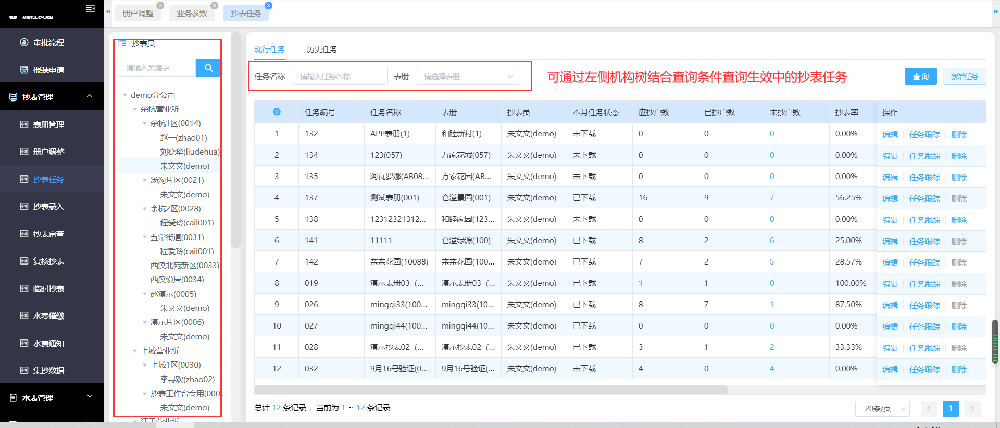 册户调整
业务参数
抄表任务
审批流程
报装申请
抄表管理
表册管理
册户调整
抄表任务
抄表录入
抄表审查
复核抄表
临时抄表
水费催缴
水费通知
集抄数据
水表管理
抄表员
请输入关键字
demo分公司
余杭营业所
余杭1区(0014)
赵一(zhao01)
刘德华(liudehua)
朱文文(demo)
汤沟片区(0021)
朱文文(demo)
余杭2区(0028)
程爱玲(cail001)
五常街道(0031)
程爱玲(cail001)
西溪北苑新区(0033)
西溪悦居(0034)
赵演示(0005)
朱文文(demo)
演示片区(0006)
朱文文(demo)
上城营业所
上城1区(0030)
李寻欢(zhao02)
抄表工作台专用(000
朱文文(demo)
江干营业所
现行任务 历史任务
任务名称 请输入任务名称 表册 请选择表册
可通过左侧机构树结合查询条件查询生效中的抄表任务
查 询 新增任务
任务编号 任务名称 表册 抄表员 本月任务状态 应抄户数 已抄户数 未抄户数 抄表率 操作
1 132 APP表册(1) 和睦新村(1) 朱文文(demo) 未下载 0 0 0 0.00% 编辑 任务跟踪 删除
2 134 123(057) 万家花城(057) 朱文文(demo) 未下载 0 0 0 0.00% 编辑 任务跟踪 删除
3 135 阿瓦罗娜(AB08... 方家花园(AB... 朱文文(demo) 未下载 0 0 0 0.00% 编辑 任务跟踪 删除
4 137 测试表册(001) 仓溢景园(001) 朱文文(demo) 已下载 16 9 7 56.25% 编辑 任务跟踪 删除
5 138 12312321312... 和睦家园(123... 朱文文(demo) 未下载 0 0 0 0.00% 编辑 任务跟踪 删除
6 141 11111 仓溢绿源(100) 朱文文(demo) 已下载 8 2 6 25.00% 编辑 任务跟踪 删除
7 142 亲亲花园(10088) 亲亲花园(100... 朱文文(demo) 已下载 7 2 5 28.57% 编辑 任务跟踪 删除
8 019 演示表册03（... 演示表册03（... 朱文文(demo) 已下载 1 1 0 100.00% 编辑 任务跟踪 删除
9 026 mingqi33(100... mingqi33(10... 朱文文(demo) 已下载 8 7 1 87.50% 编辑 任务跟踪 删除
10 027 mingqi44(100... mingqi44(10... 朱文文(demo) 已下载 0 0 0 0.00% 编辑 任务跟踪 删除
11 028 演示抄表02（... 演示抄表02（... 朱文文(demo) 已下载 3 1 2 33.33% 编辑 任务跟踪 删除
12 032 9月16号验证(0... 9月16号验证(... 朱文文(demo) 未下载 4 0 4 0.00% 编辑 任务跟踪 删除
总计 12 条记录，当前为 1 ~ 12 条记录
20条/页 1